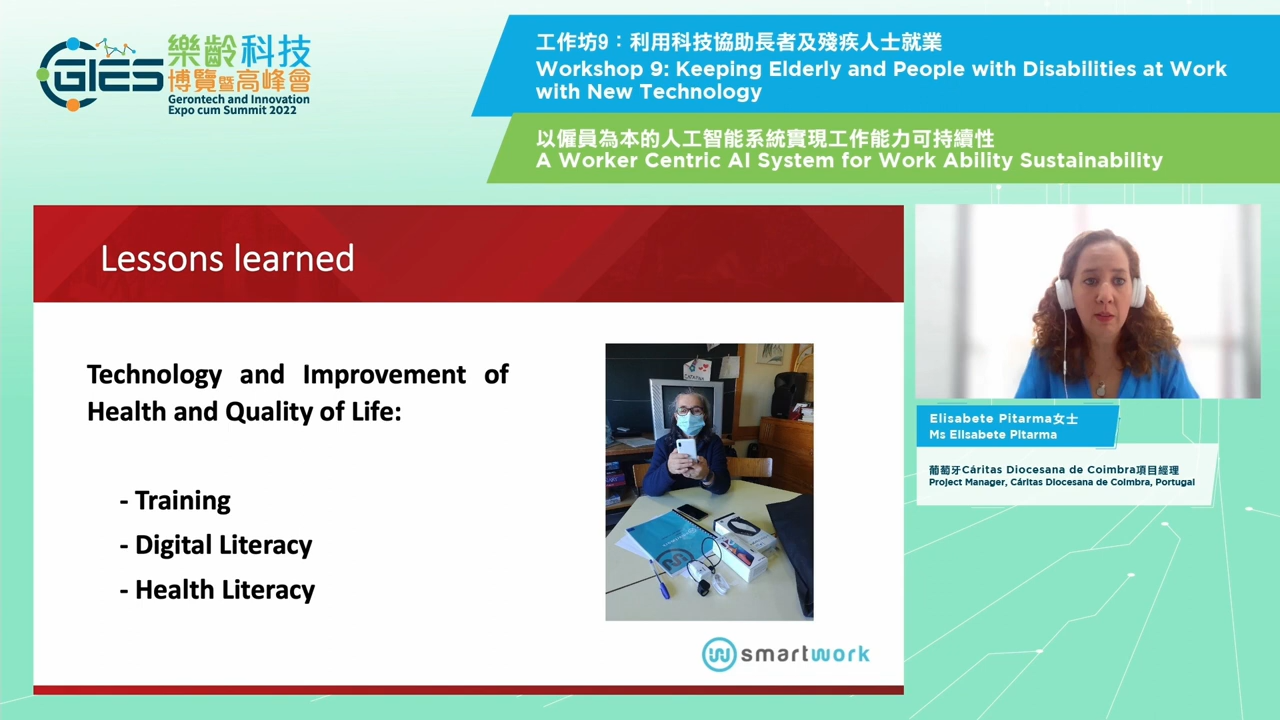 GIES
樂齡科技
博覽暨高峰會
Gerontech and Innovation
Expo cum Summit 2022
工作坊9：利用科技協助長者及殘疾人士就業
Workshop 9: Keeping Elderly and People with Disabilities at Work
with New Technology
以僱員為本的人工智能系統實現工作能力可持續性
A Worker Centric AI System for Work Ability Sustainability
Lessons learned
Technology and Improvement of
Health and Quality of Life:
- Training
- Digital Literacy
- Health Literacy
smartwork
Elisabete Pitarma女士
Ms Elisabete Pitarma
葡萄牙Cáritas Diocesana de Coimbra項目經理
Project Manager, Cáritas Diocesana de Coimbra, Portugal